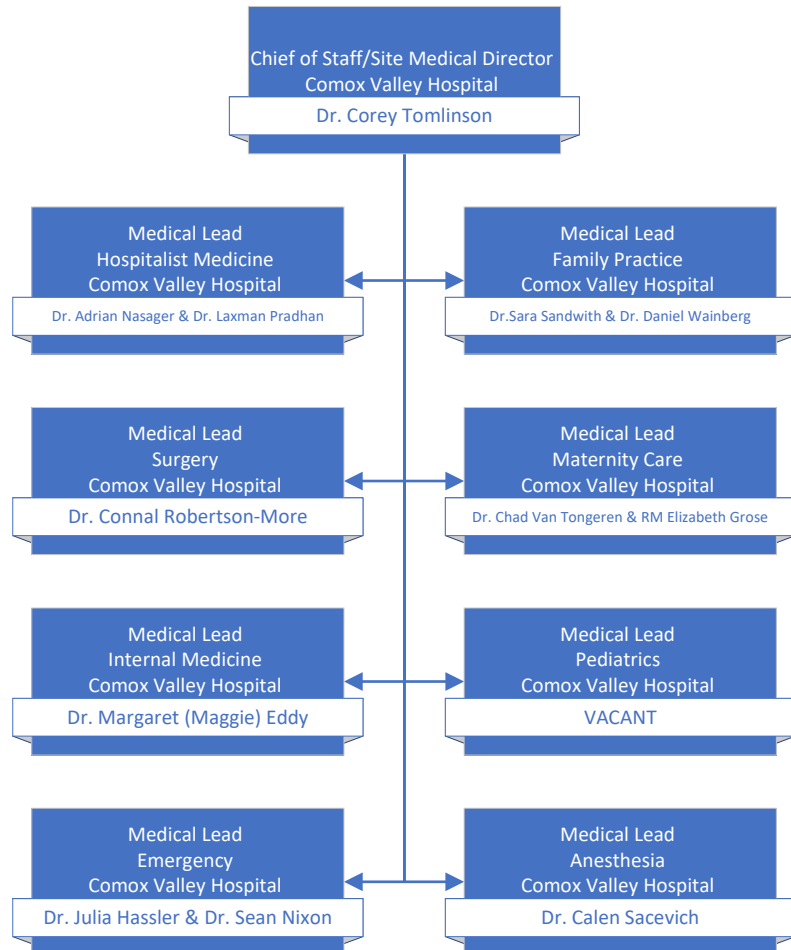 Chief of Staff/Site Medical Director
Comox Valley Hospital
Dr. Corey Tomlinson
Medical Lead
Hospitalist Medicine
Comox Valley Hospital
Dr. Adrian Nasager & Dr. Laxman Pradhan
Medical Lead
Family Practice
Comox Valley Hospital
Dr.Sara Sandwith & Dr. Daniel Wainberg
Medical Lead
Surgery
Comox Valley Hospital
Dr. Connal Robertson-More
Medical Lead
Maternity Care
Comox Valley Hospital
Dr. Chad Van Tongeren & RM Elizabeth Grose
Medical Lead
Internal Medicine
Comox Valley Hospital
Dr. Margaret (Maggie) Eddy
Medical Lead
Pediatrics
Comox Valley Hospital
VACANT
Medical Lead
Emergency
Comox Valley Hospital
Dr. Julia Hassler & Dr. Sean Nixon
Medical Lead
Anesthesia
Comox Valley Hospital
Dr. Calen Sacevich